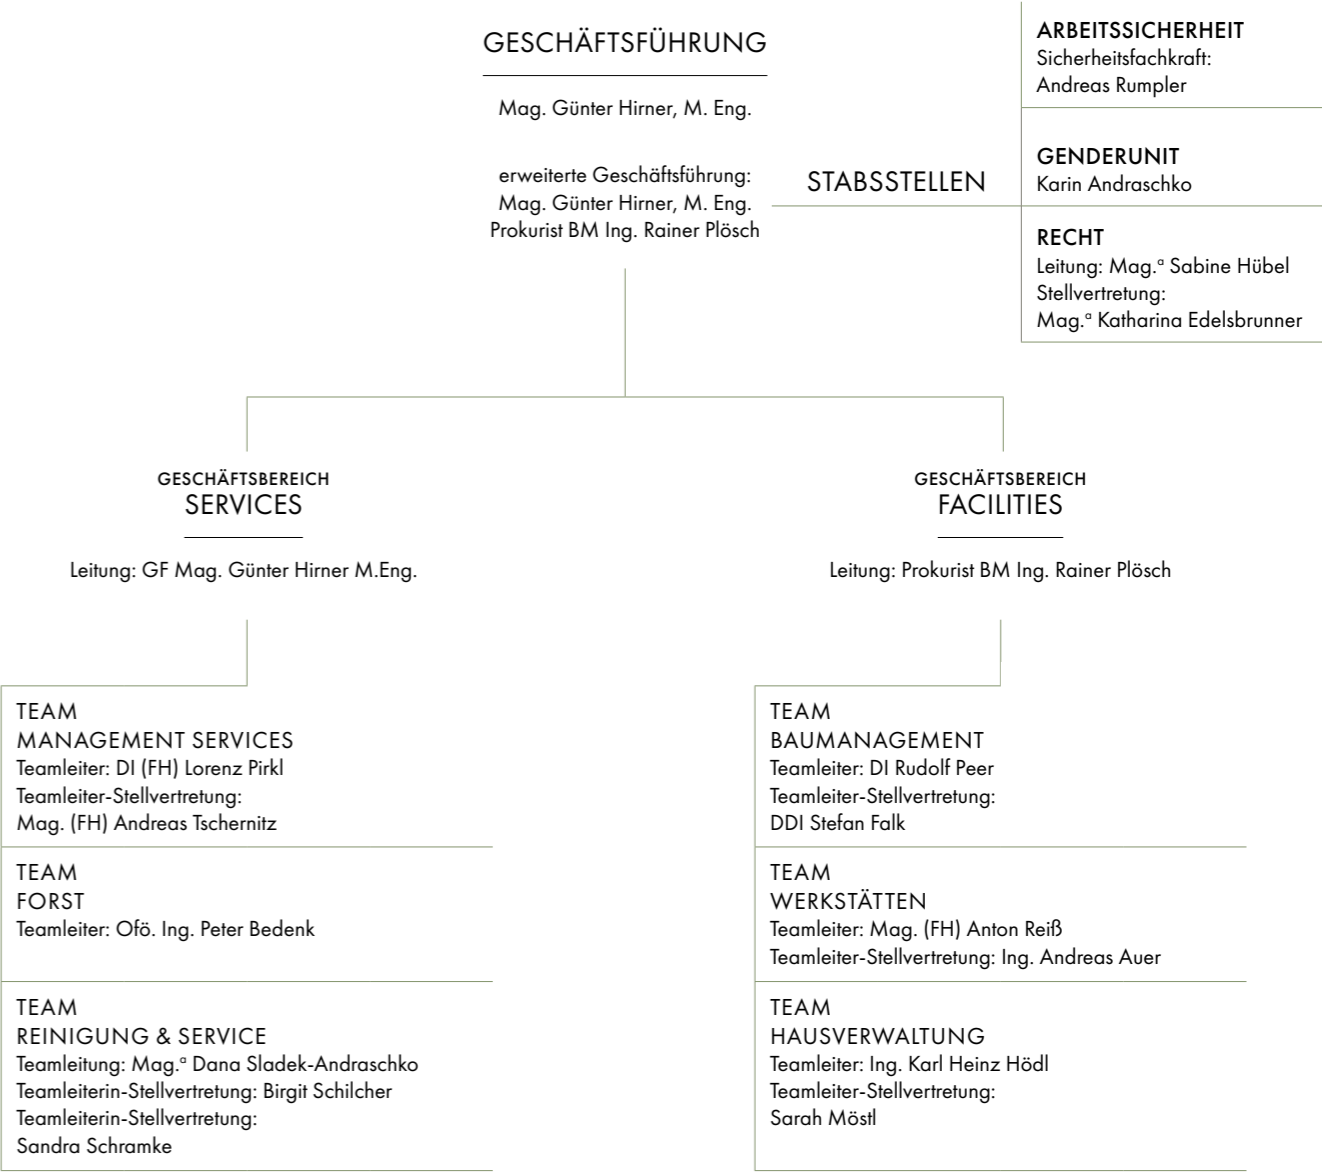 GESCHÄFTSFÜHRUNG
Mag. Günter Hirner, M. Eng.
erweiterte Geschäftsführung:
Mag. Günter Hirner, M. Eng.
Prokurist BM Ing. Rainer Plösch
STABSSTELLEN
ARBEITSSICHERHEIT
Sicherheitsfachkraft:
Andreas Rumpler
GENDERUNIT
Karin Andraschko
RECHT
Leitung: Mag.ª Sabine Hübel
Stellvertretung:
Mag.ª Katharina Edelsbrunner
GESCHÄFTSBEREICH
SERVICES
Leitung: GF Mag. Günter Hirner M.Eng.
TEAM
MANAGEMENT SERVICES
Teamleiter: DI (FH) Lorenz Pirkl
Teamleiter-Stellvertretung:
Mag. (FH) Andreas Tschernitz
TEAM
FORST
Teamleiter: Ofö. Ing. Peter Bedenk
TEAM
REINIGUNG & SERVICE
Teamleitung: Mag.ª Dana Sladek-Andraschko
Teamleiterin-Stellvertretung: Birgit Schilcher
Teamleiterin-Stellvertretung:
Sandra Schramke
GESCHÄFTSBEREICH
FACILITIES
Leitung: Prokurist BM Ing. Rainer Plösch
TEAM
BAUMANAGEMENT
Teamleiter: DI Rudolf Peer
Teamleiter-Stellvertretung:
DDI Stefan Falk
TEAM
WERKSTÄTTEN
Teamleiter: Mag. (FH) Anton Reiß
Teamleiter-Stellvertretung: Ing. Andreas Auer
TEAM
HAUSVERWALTUNG
Teamleiter: Ing. Karl Heinz Hödl
Teamleiter-Stellvertretung:
Sarah Möstl